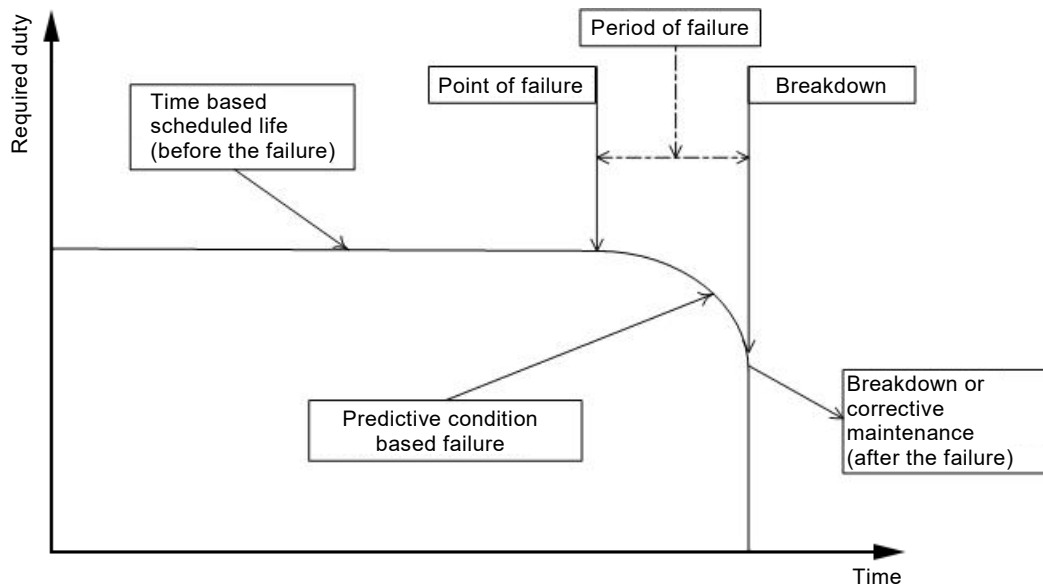 Required duty
Period of failure
Point of failure
Breakdown
Time based
scheduled life
(before the failure)
Predictive condition
based failure
Breakdown or
corrective
maintenance
(after the failure)
Time